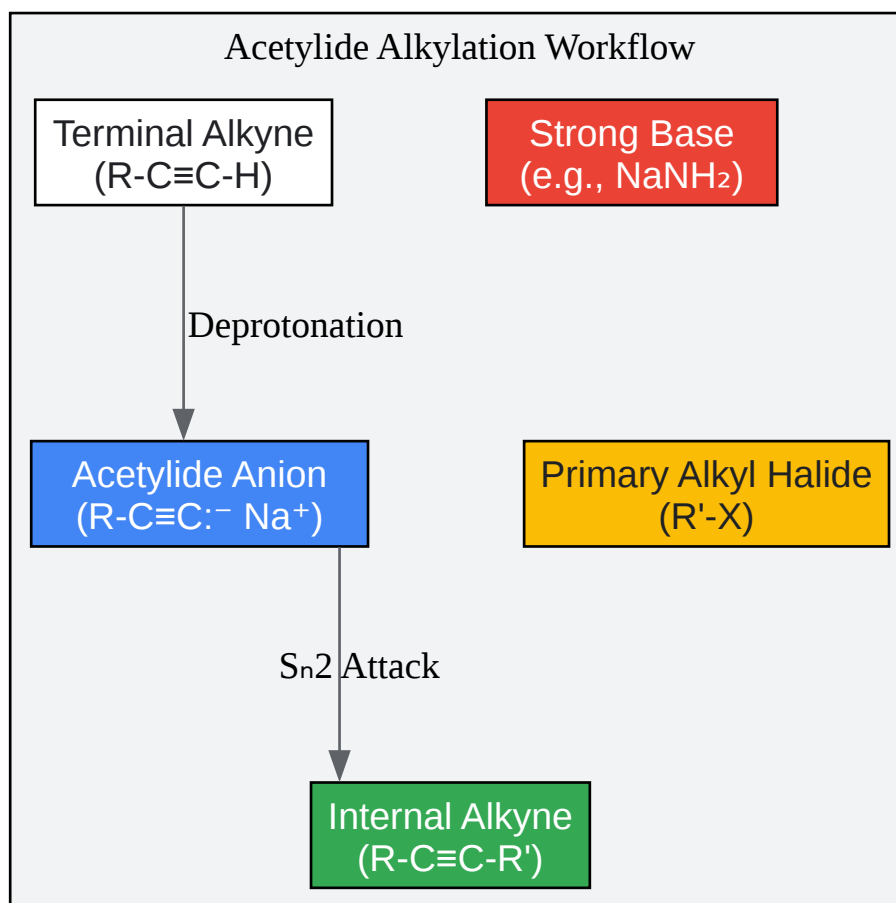 Acetylide Alkylation Workflow
Terminal Alkyne
(R-C≡C-H)
Strong Base
(e.g., NaNH₂)
Deprotonation
Acetylide Anion
(R-C≡C:⁻ Na⁺)
Primary Alkyl Halide
(R'-X)
Sₙ2 Attack
Internal Alkyne
(R-C≡C-R')